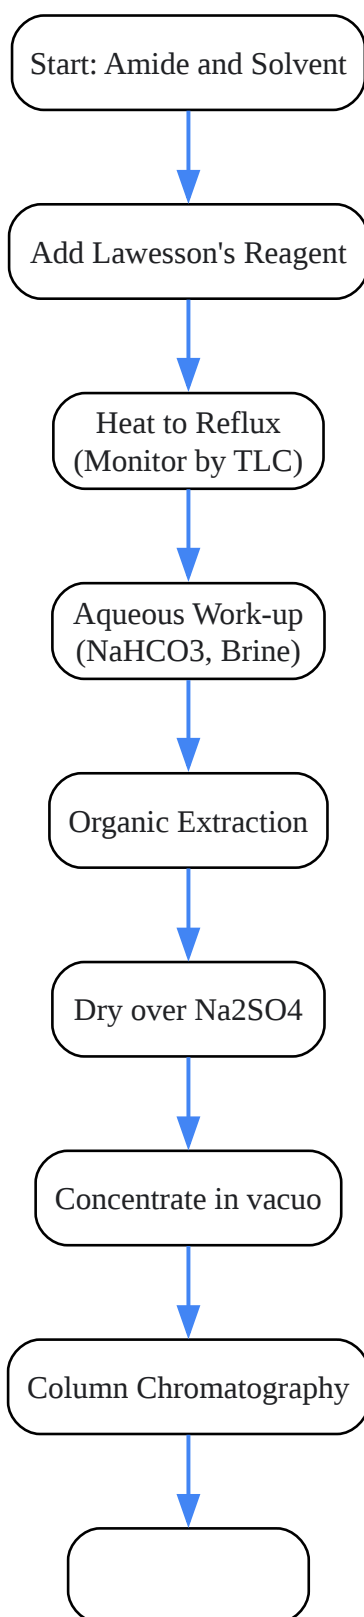 Start: Amide and Solvent
Add Lawesson's Reagent
Heat to Reflux
(Monitor by TLC)
Aqueous Work-up
(NaHCO3, Brine)
Organic Extraction
Dry over Na2SO4
Concentrate in vacuo
Column Chromatography